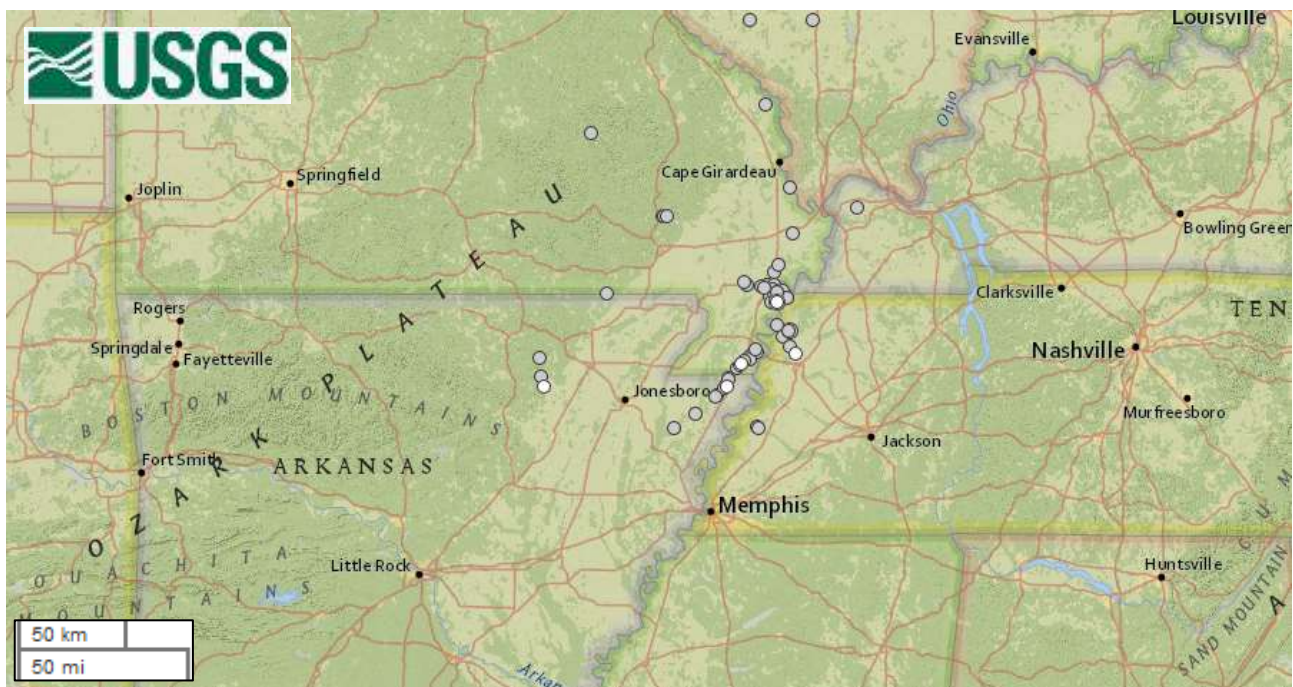 USGS
Louisville
Evansville
Ohio
Cape Girardeau
Springfield
Joplin
Bowling Green
OZARK PLATEAU
Clarksville
TEN
Rogers
Springdale
Fayetteville
Nashville
Jonesboro
BOSTON MOUNTAINS
Murfreesboro
Jackson
Fort Smith
ARKANSAS
Memphis
OUACHITA
MOUNTAINS
Little Rock
Huntsville
CUM
SAND MOUNTAIN
A
50 km
50 mi
Arkan